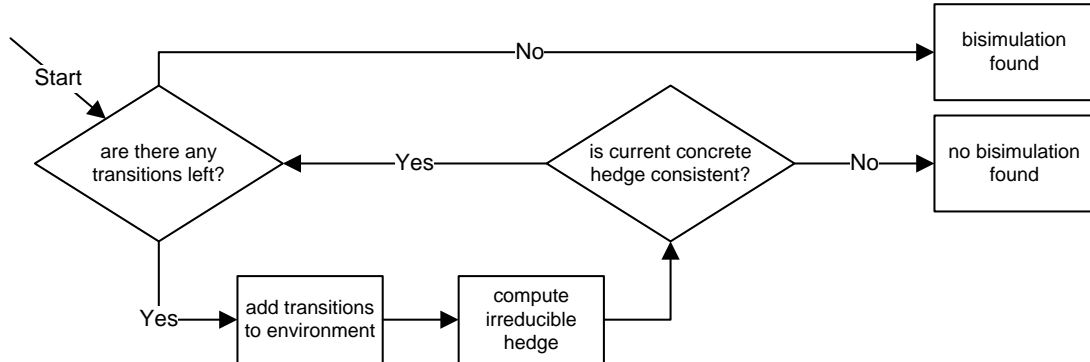 Start
No
bisimulation
found
are there any
transitions left?
Yes
is current concrete
hedge consistent?
No
no bisimulation
found
Yes
add transitions
to environment
compute
irreducible
hedge